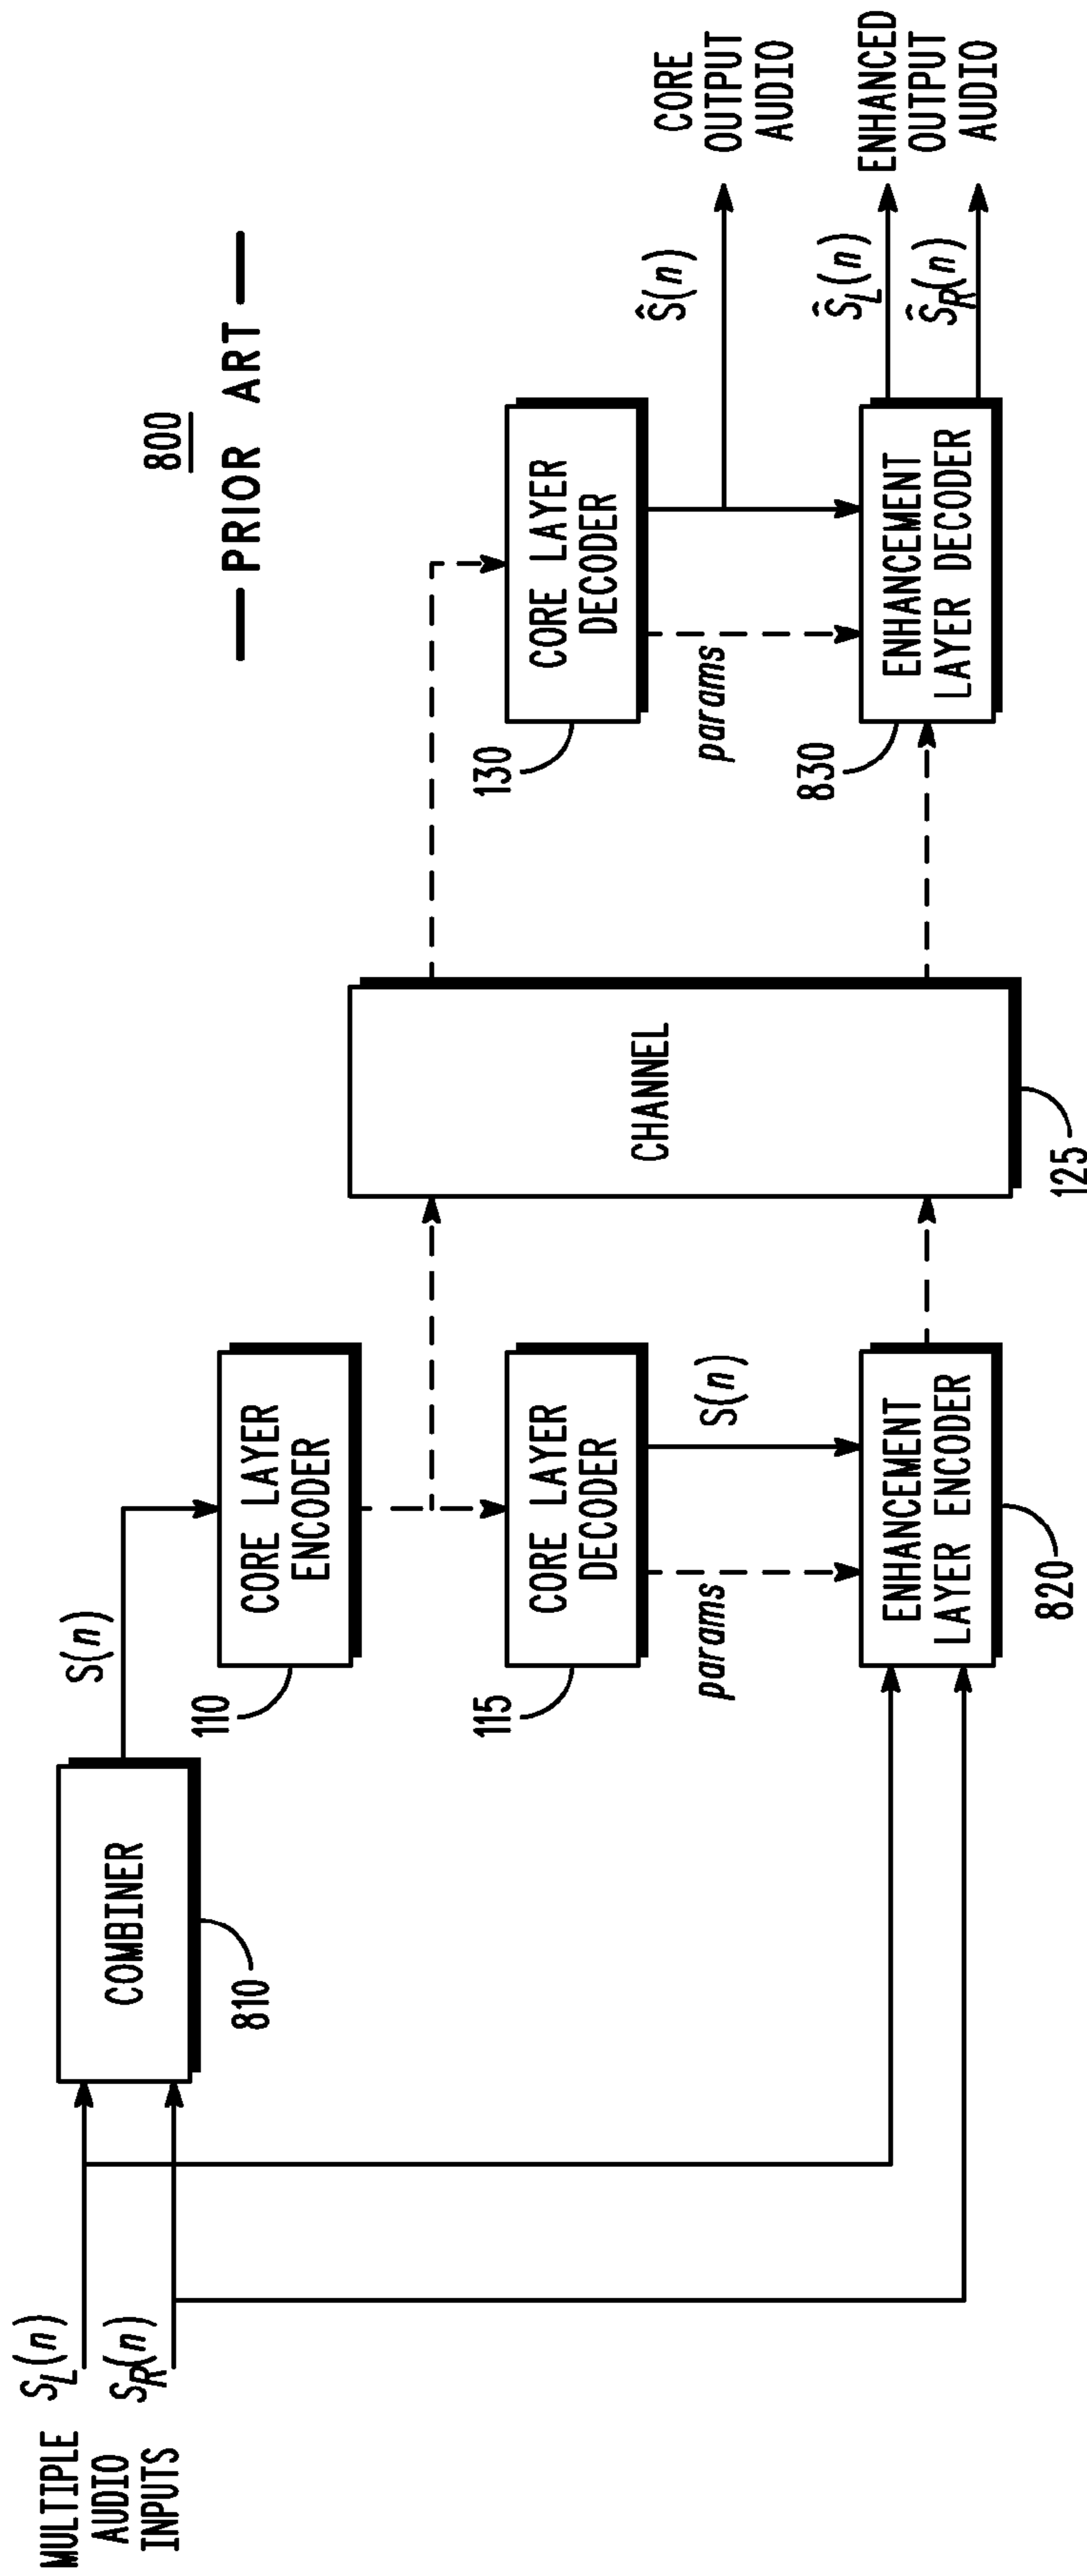 800
— PRIOR ART —
MULTIPLE
AUDIO
INPUTS
S_L(n)
S_R(n)
COMBINER
810
S(n)
CORE LAYER
ENCODER
110
CORE LAYER
DECODER
115
params
S(n)
ENHANCEMENT
LAYER ENCODER
820
CHANNEL
125
CORE LAYER
DECODER
130
params
ENHANCEMENT
LAYER DECODER
830
Ŝ(n)
CORE
OUTPUT
AUDIO
Ŝ_L(n)
Ŝ_R(n)
ENHANCED
OUTPUT
AUDIO